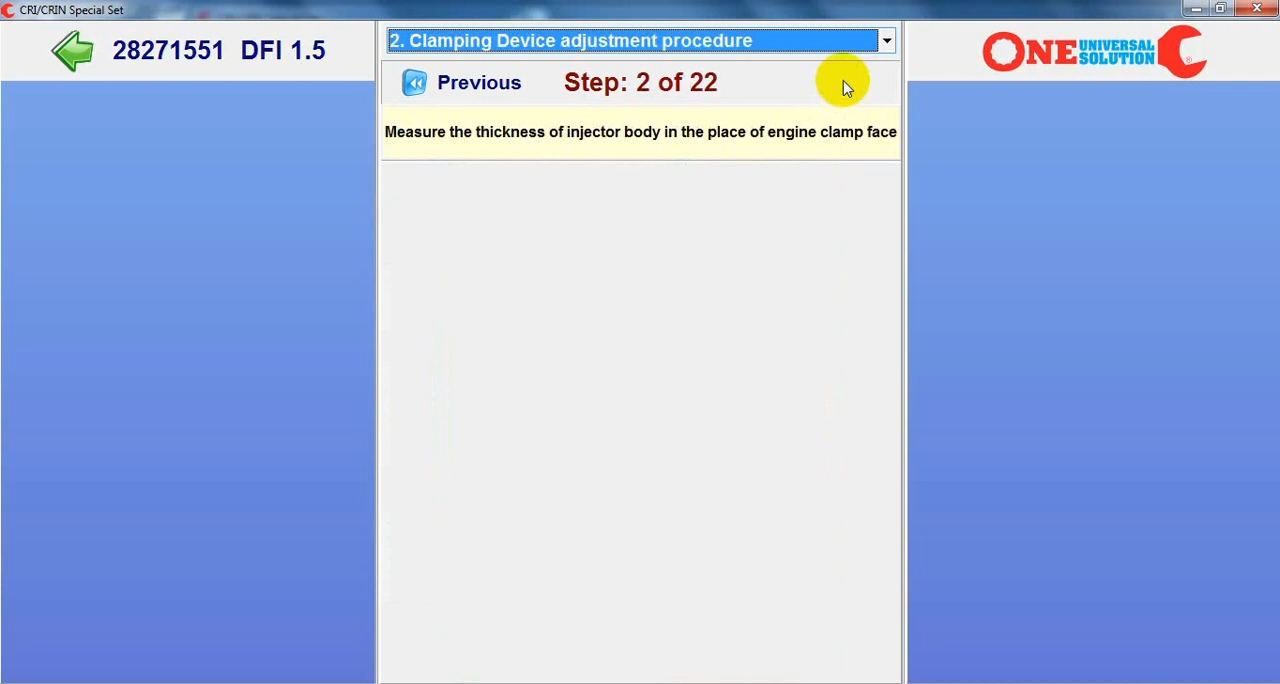 CRI/CRIN Special Set
28271551 DFI 1.5
2. Clamping Device adjustment procedure
ONE UNIVERSAL SOLUTION ®
Previous Step: 2 of 22
Measure the thickness of injector body in the place of engine clamp face